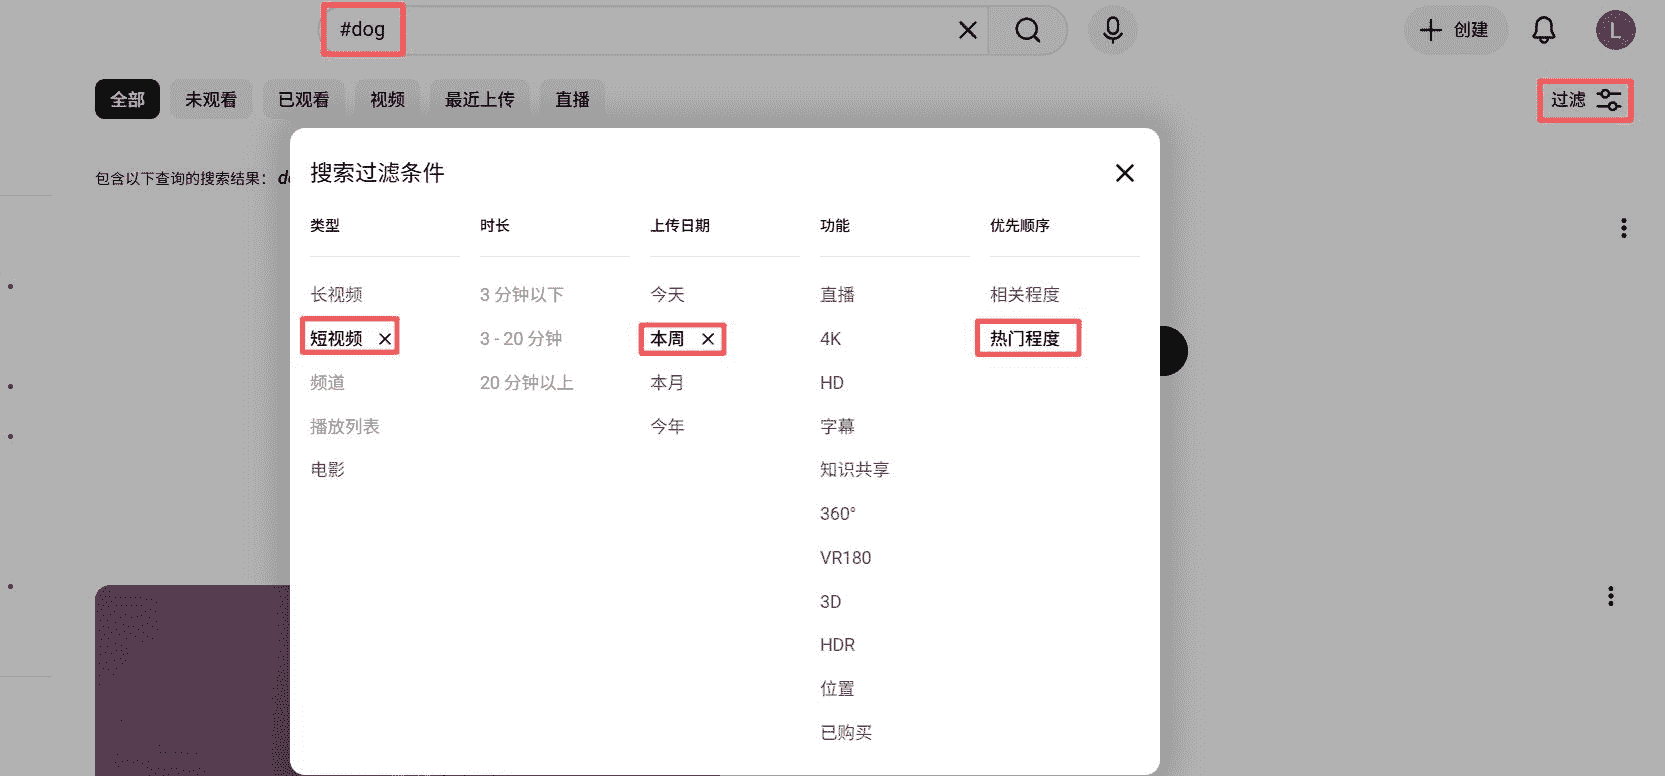 #dog
创建
L
全部
未观看
已观看
视频
最近上传
直播
过滤
包含以下查询的搜索结果：
搜索过滤条件
类型
时长
上传日期
功能
优先顺序
长视频
3 分钟以下
今天
直播
相关程度
短视频
3 - 20 分钟
本周
4K
热门程度
频道
20 分钟以上
本月
HD
播放列表
今年
字幕
电影
知识共享
360°
VR180
3D
HDR
位置
已购买